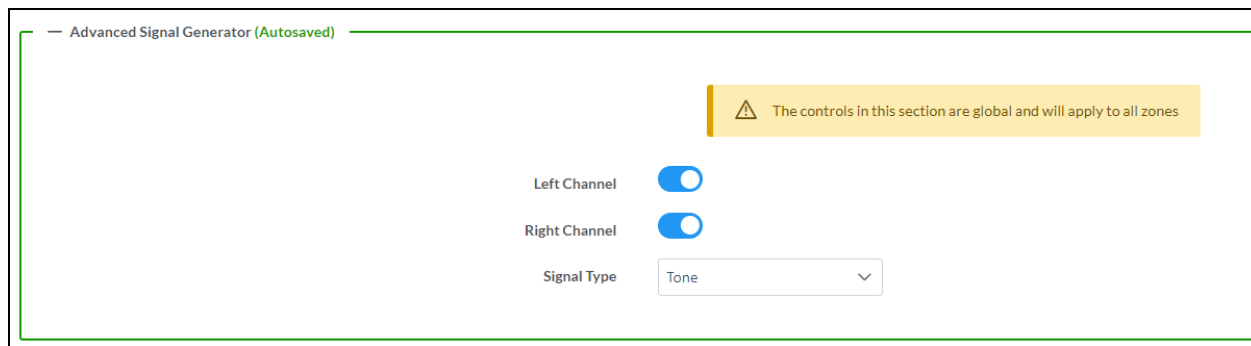 Advanced Signal Generator (Autosaved)
The controls in this section are global and will apply to all zones
Left Channel
Right Channel
Signal Type
Tone